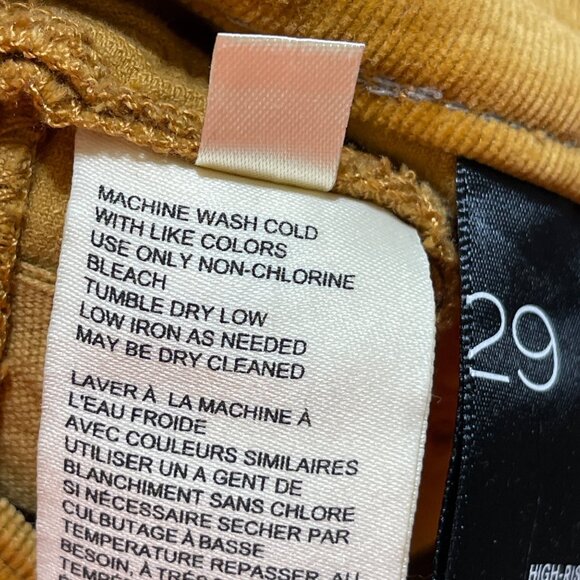 MACHINE WASH COLD
WITH LIKE COLORS
USE ONLY NON-CHLORINE
BLEACH
TUMBLE DRY LOW
LOW IRON AS NEEDED
MAY BE DRY CLEANED
LAVER À LA MACHINE À
L'EAU FROIDE
AVEC COULEURS SIMILAIRES
UTILISER UN A GENT DE
BLANCHIMENT SANS CHLORE
SI NÉCESSAIRE SECHER PAR
CULBUTAGE À BASSE
TEMPERATURE REPASSER, AU
BESOIN, À
29